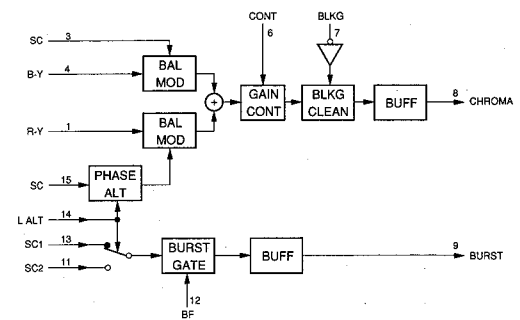 CONT
BLKG
SC 3
6
7
B-Y 4
BAL
MOD
+
GAIN
CONT
BLKG
CLEAN
BUFF
8 CHROMA
R-Y 1
BAL
MOD
SC 15
PHASE
ALT
L ALT 14
SC1 13
SC2 11
BURST
GATE
BUFF
9 BURST
12
BF